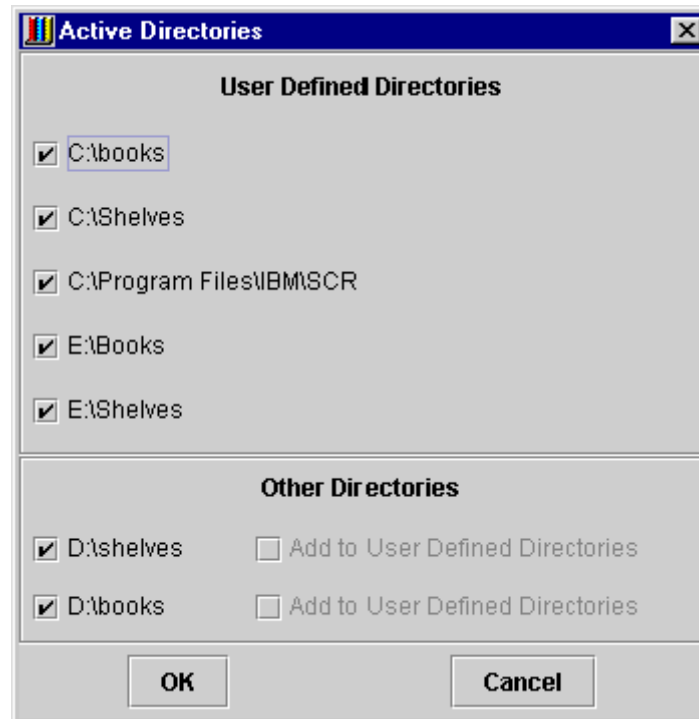 Active Directories
User Defined Directories
C:\books
C:\Shelves
C:\Program Files\IBM\SCR
E:\Books
E:\Shelves
Other Directories
D:\shelves Add to User Defined Directories
D:\books Add to User Defined Directories
OK Cancel